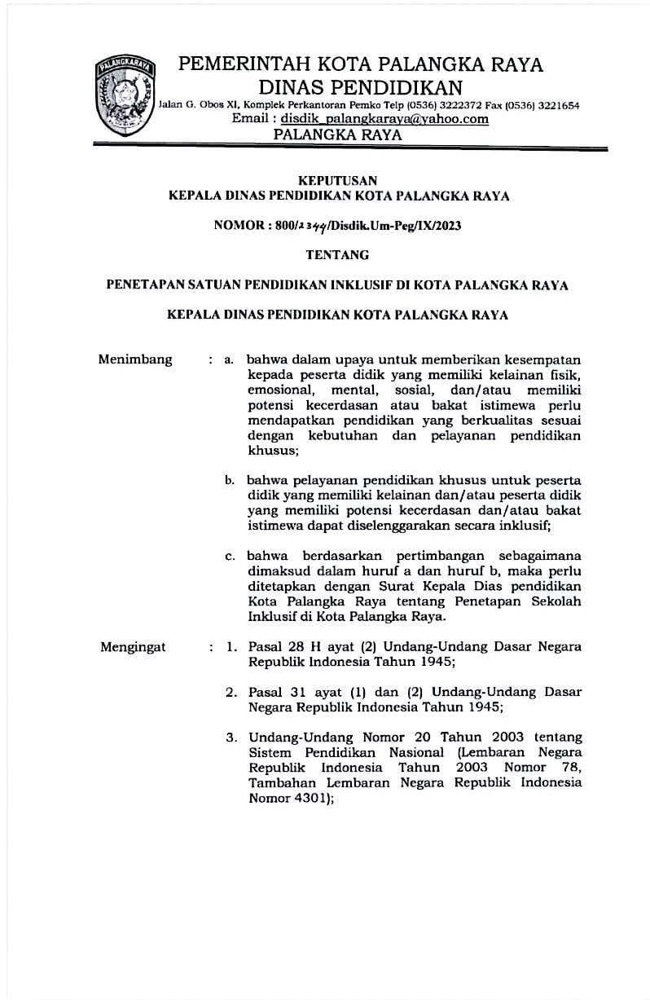 PALANGKARAYA
PEMERINTAH KOTA PALANGKA RAYA
DINAS PENDIDIKAN
Jalan G. Obos XI, Komplek Perkantoran Pemko Telp (0536) 3222372 Fax (0536) 3221654
Email : disdik_palangkaraya@yahoo.com
PALANGKA RAYA
KEPUTUSAN
KEPALA DINAS PENDIDIKAN KOTA PALANGKA RAYA
NOMOR : 800/2344/Disdik.Um-Peg/IX/2023
TENTANG
PENETAPAN SATUAN PENDIDIKAN INKLUSIF DI KOTA PALANGKA RAYA
KEPALA DINAS PENDIDIKAN KOTA PALANGKA RAYA
Menimbang : a. bahwa dalam upaya untuk memberikan kesempatan
kepada peserta didik yang memiliki kelainan fisik,
emosional, mental, sosial, dan/atau memiliki
potensi kecerdasan atau bakat istimewa perlu
mendapatkan pendidikan yang berkualitas sesuai
dengan kebutuhan dan pelayanan pendidikan
khusus;
b. bahwa pelayanan pendidikan khusus untuk peserta
didik yang memiliki kelainan dan/atau peserta didik
yang memiliki potensi kecerdasan dan/atau bakat
istimewa dapat diselenggarakan secara inklusif;
c. bahwa berdasarkan pertimbangan sebagaimana
dimaksud dalam huruf a dan huruf b, maka perlu
ditetapkan dengan Surat Kepala Dias pendidikan
Kota Palangka Raya tentang Penetapan Sekolah
Inklusif di Kota Palangka Raya.
Mengingat : 1. Pasal 28 H ayat (2) Undang-Undang Dasar Negara
Republik Indonesia Tahun 1945;
2. Pasal 31 ayat (1) dan (2) Undang-Undang Dasar
Negara Republik Indonesia Tahun 1945;
3. Undang-Undang Nomor 20 Tahun 2003 tentang
Sistem Pendidikan Nasional (Lembaran Negara
Republik Indonesia Tahun 2003 Nomor 78,
Tambahan Lembaran Negara Republik Indonesia
Nomor 4301);